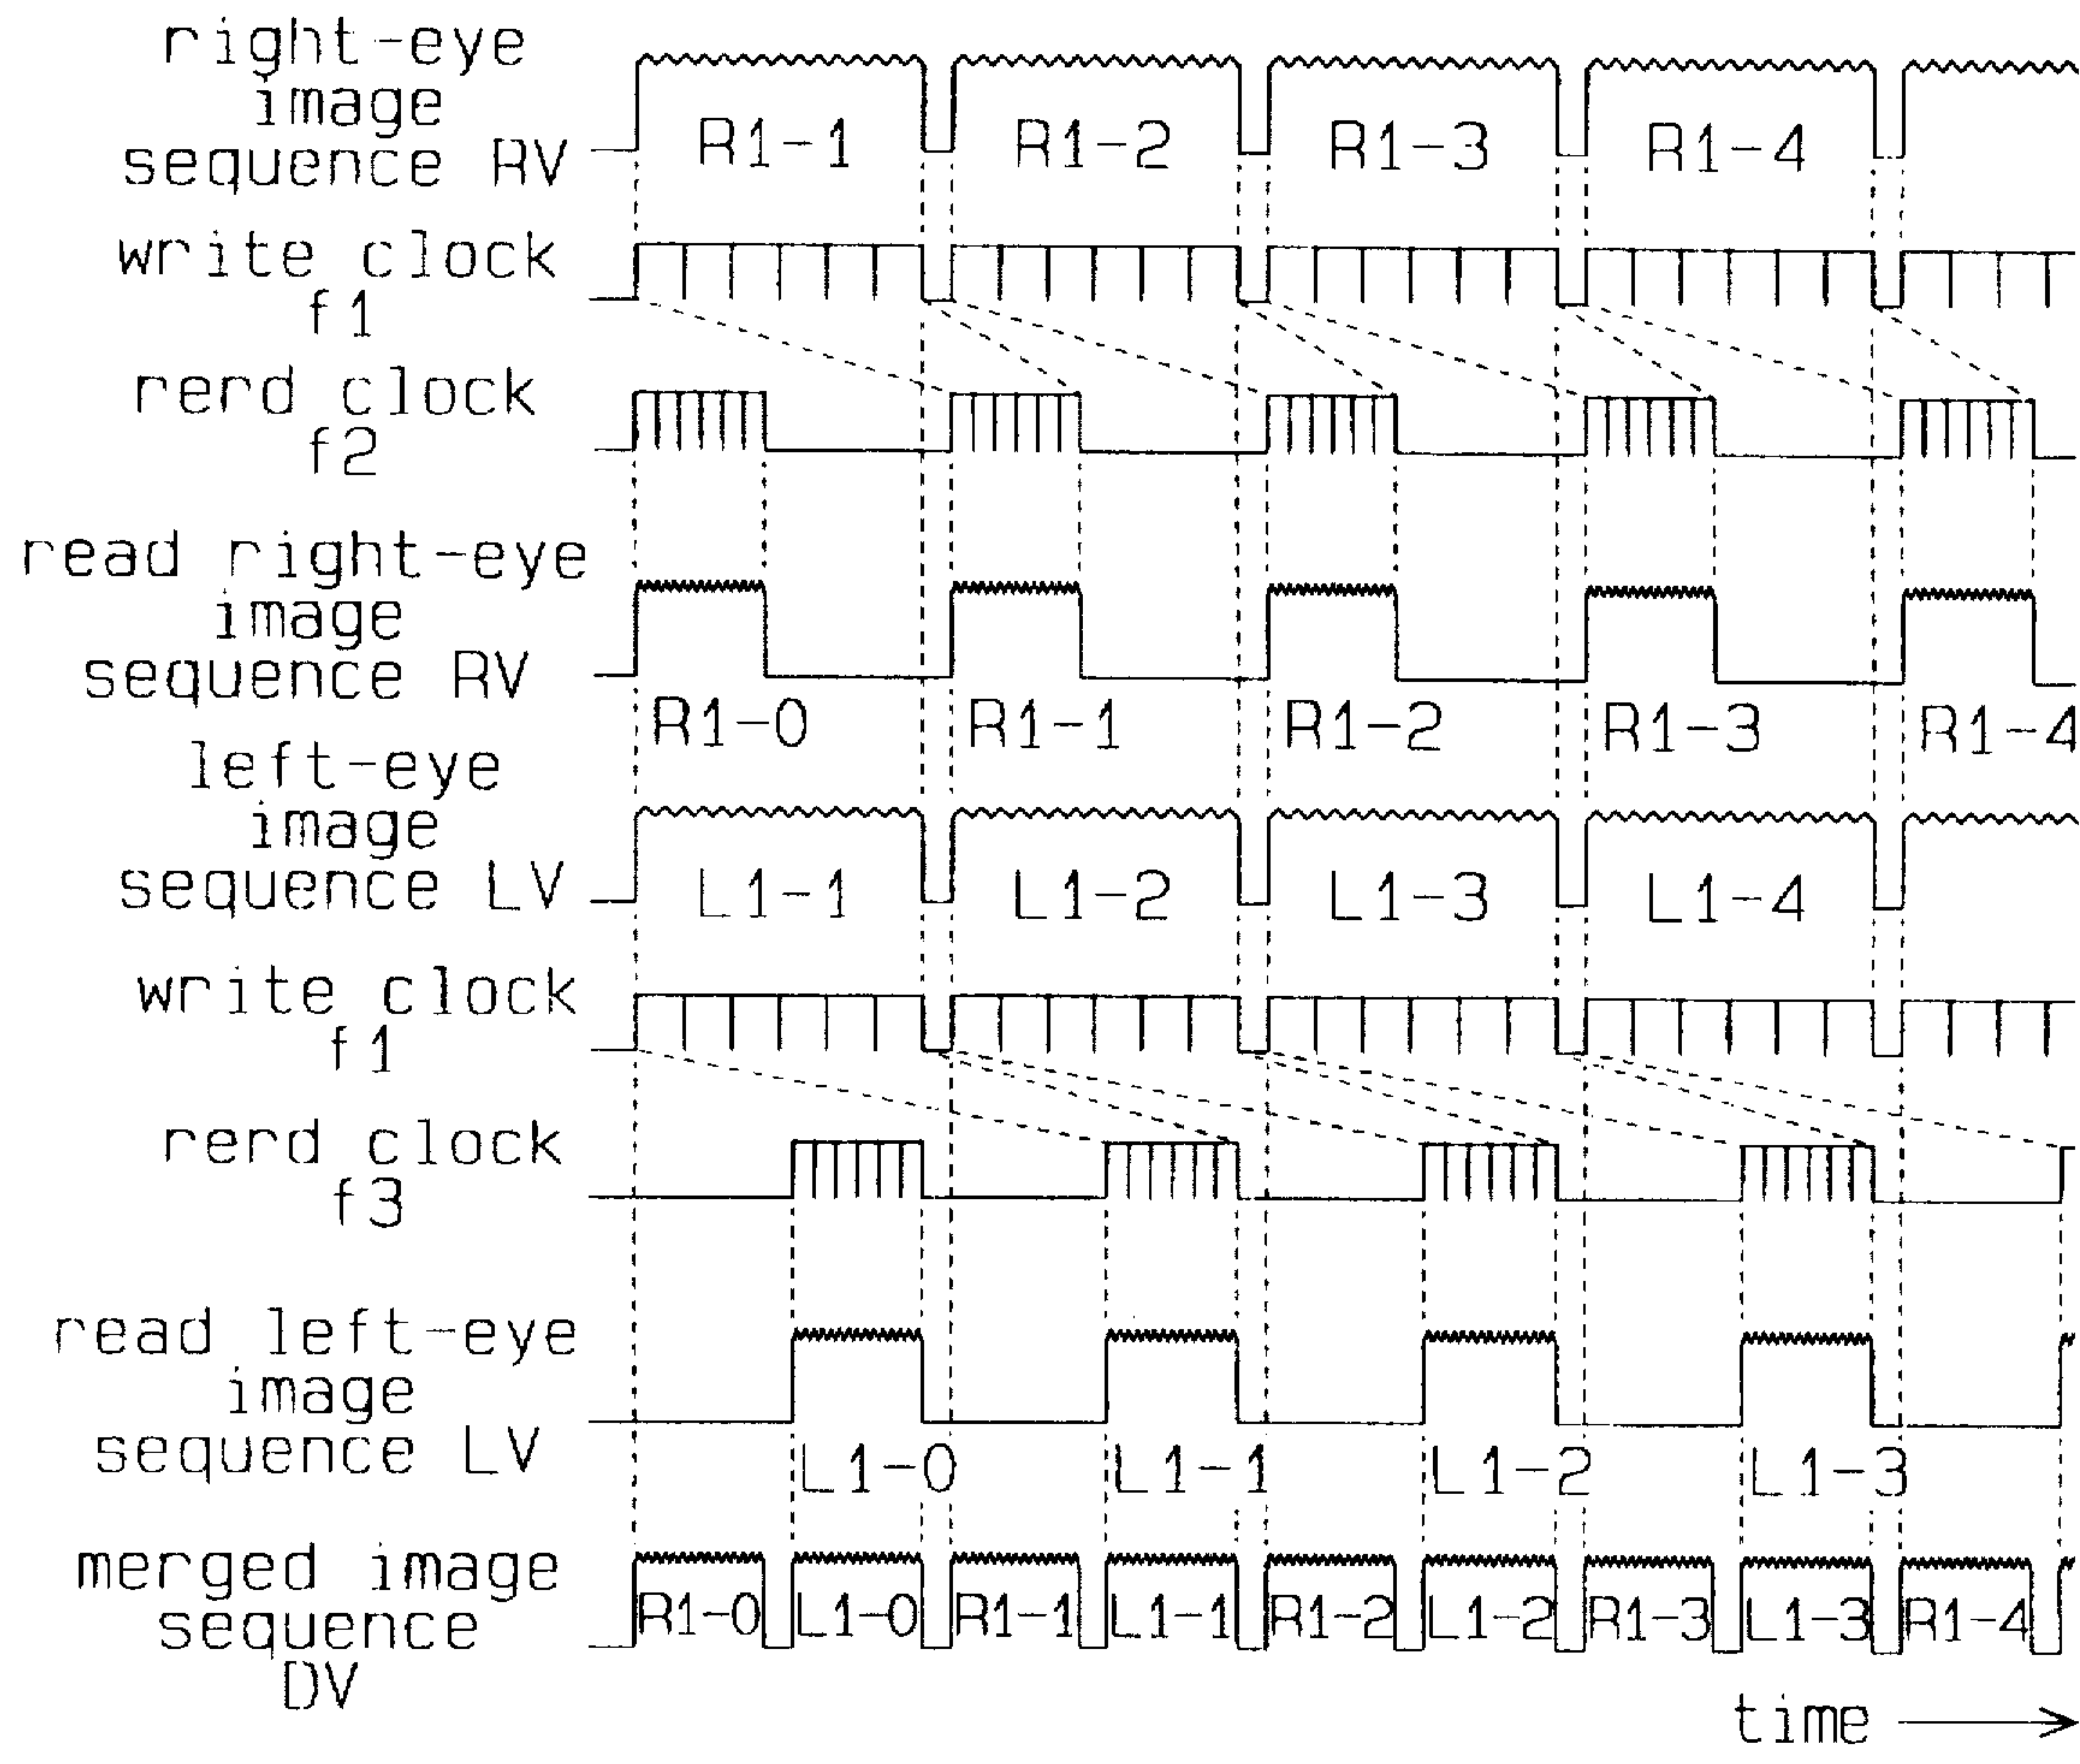 right-eye
image
sequence RV
R1-1 R1-2 R1-3 R1-4
write clock
f1
rerd clock
f2
read right-eye
image
sequence RV
R1-0 R1-1 R1-2 R1-3 R1-4
left-eye
image
sequence LV
L1-1 L1-2 L1-3 L1-4
write clock
f1
rerd clock
f3
read left-eye
image
sequence LV
L1-0 L1-1 L1-2 L1-3
merged image
sequence
DV
R1-0 L1-0 R1-1 L1-1 R1-2 L1-2 R1-3 L1-3 R1-4
time